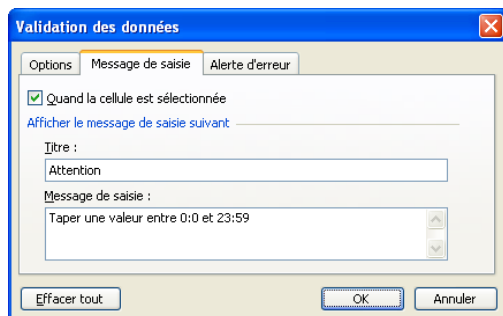 Validation des données
Options Message de saisie Alerte d'erreur
Quand la cellule est sélectionnée
Afficher le message de saisie suivant
Titre :
Attention
Message de saisie :
Taper une valeur entre 0:0 et 23:59
Effacer tout OK Annuler